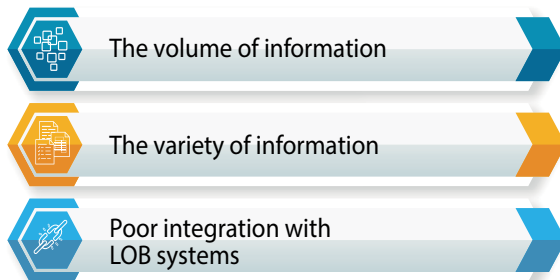 The volume of information
The variety of information
Poor integration with
LOB systems